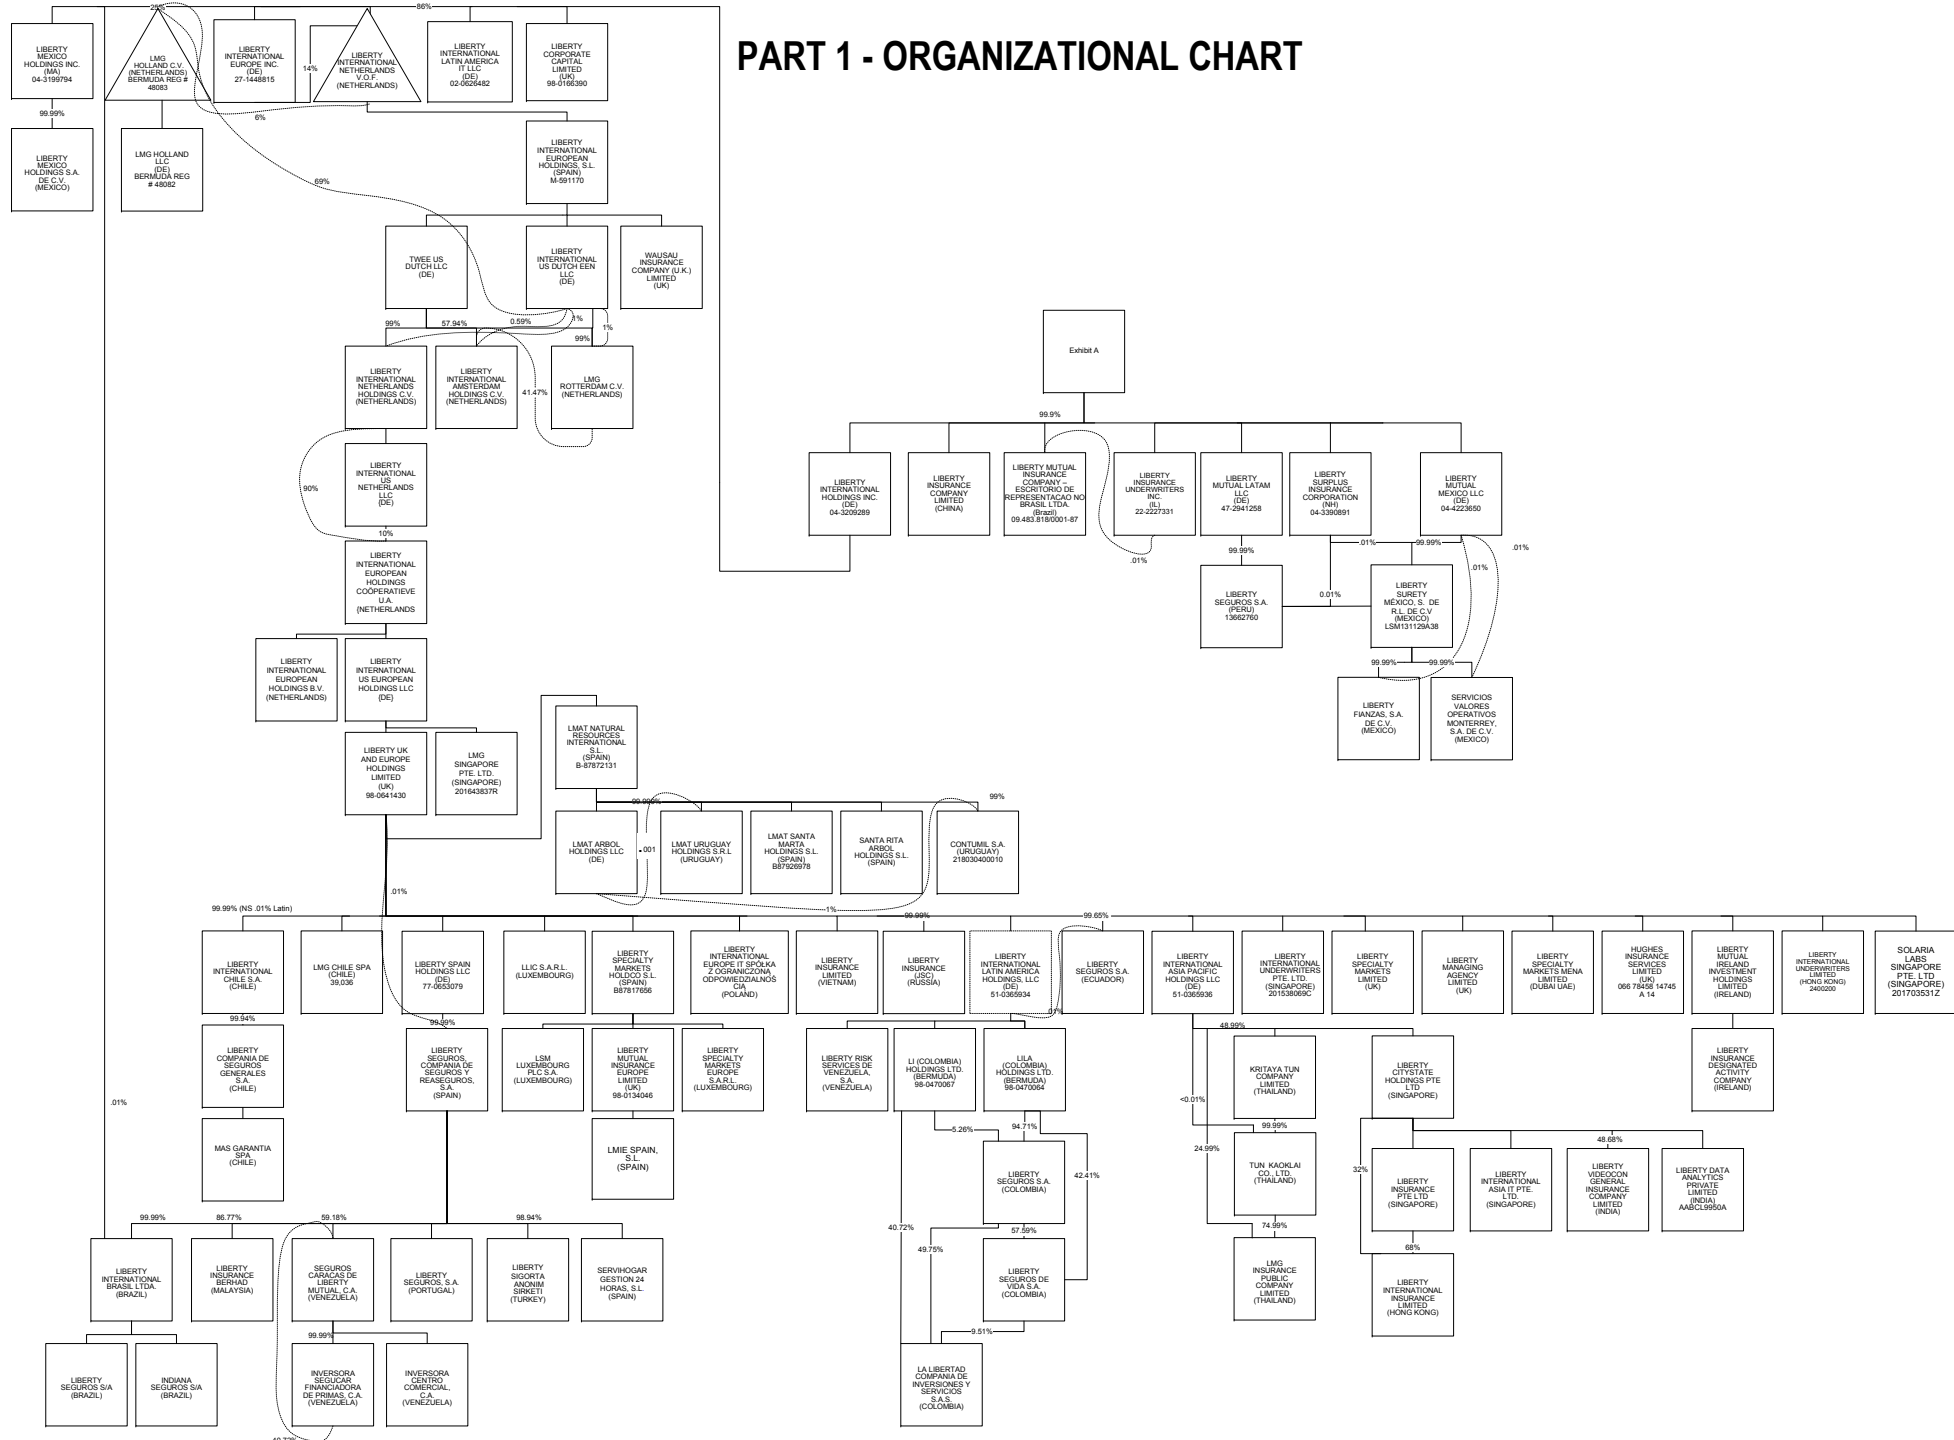 PART 1 - ORGANIZATIONAL CHART
25%
86%
LIBERTY
MEXICO
HOLDINGS INC.
(MA)
04-3199794
LMG
HOLLAND C.V.
(NETHERLANDS)
BERMUDA REG #
48083
LIBERTY
INTERNATIONAL
EUROPE INC.
(DE)
27-1448815
14%
LIBERTY
INTERNATIONAL
NETHERLANDS
V.O.F.
(NETHERLANDS)
LIBERTY
INTERNATIONAL
LATIN AMERICA
IT LLC
(DE)
02-0626482
LIBERTY
CORPORATE
CAPITAL
LIMITED
(UK)
98-0166390
99.99%
6%
LIBERTY
MEXICO
HOLDINGS S.A.
DE C.V.
(MEXICO)
LMG HOLLAND
LLC
(DE)
BERMUDA REG
# 48082
LIBERTY
INTERNATIONAL
EUROPEAN
HOLDINGS, S.L.
(SPAIN)
M-591170
69%
TWEE US
DUTCH LLC
(DE)
LIBERTY
INTERNATIONAL
US DUTCH EEN
LLC
(DE)
WAUSAU
INSURANCE
COMPANY (U.K.)
LIMITED
(UK)
99%
57.94%
0.59%
1%
1%
99%
LIBERTY
INTERNATIONAL
NETHERLANDS
HOLDINGS C.V.
(NETHERLANDS)
LIBERTY
INTERNATIONAL
AMSTERDAM
HOLDINGS C.V.
(NETHERLANDS)
41.47%
LMG
ROTTERDAM C.V.
(NETHERLANDS)
Exhibit A
99.9%
LIBERTY
INTERNATIONAL
US
NETHERLANDS
LLC
{DE)
90%
10%
LIBERTY
INTERNATIONAL
HOLDINGS INC.
(DE)
04-3209289
LIBERTY
INSURANCE
COMPANY
LIMITED
(CHINA)
LIBERTY MUTUAL
INSURANCE
COMPANY –
ESCRITORIO DE
REPRESENTACAO NO
BRASIL LTDA.
(Brazil)
09.483.818/0001-87
LIBERTY
INSURANCE
UNDERWRITERS
INC.
(IL)
22-2227331
LIBERTY
MUTUAL LATAM
LLC
(DE)
47-2941258
LIBERTY
SURPLUS
INSURANCE
CORPORATION
(NH)
04-3390891
LIBERTY
MUTUAL
MEXICO LLC
(DE)
04-4223650
.01%
99.99%
.01%
99.99%
.01%
.01%
0.01%
LIBERTY
INTERNATIONAL
EUROPEAN
HOLDINGS
COÖPERATIEVE
U.A.
{NETHERLANDS
LIBERTY
SEGUROS S.A.
(PERU)
13662760
LIBERTY
SURETY
MÉXICO, S. DE
R.L. DE C.V
(MEXICO)
LSM131129A38
99.99%
99.99%
LIBERTY
INTERNATIONAL
EUROPEAN
HOLDINGS B.V.
(NETHERLANDS)
LIBERTY
INTERNATIONAL
US EUROPEAN
HOLDINGS LLC
{DE}
LIBERTY
FIANZAS, S.A.
DE C.V.
(MEXICO)
SERVICIOS
VALORES
OPERATIVOS
MONTERREY,
S.A. DE C.V.
(MEXICO)
LIBERTY UK
AND EUROPE
HOLDINGS
LIMITED
(UK)
98-0641430
LMG
SINGAPORE
PTE. LTD.
(SINGAPORE)
201643837R
LMAT NATURAL
RESOURCES
INTERNATIONAL
S.L.
(SPAIN)
B-87872131
99.999%
99%
LMAT ARBOL
HOLDINGS LLC
(DE)
.001
LMAT URUGUAY
HOLDINGS S.R.L
(URUGUAY)
LMAT SANTA
MARTA
HOLDINGS S.L.
(SPAIN)
B87926978
SANTA RITA
ARBOL
HOLDINGS S.L.
(SPAIN)
CONTUMIL S.A.
(URUGUAY)
218030400010
.01%
1%
99.99% (NS .01% Latin)
99.99%
99.65%
LIBERTY
INTERNATIONAL
CHILE S.A.
(CHILE)
LMG CHILE SPA
(CHILE)
39,036
LIBERTY SPAIN
HOLDINGS LLC
(DE)
77-0653079
LLIC S.A.R.L.
(LUXEMBOURG)
LIBERTY
SPECIALTY
MARKETS
HOLDCO S.L.
(SPAIN)
B87817656
LIBERTY
INTERNATIONAL
EUROPE IT SPÓŁKA
Z OGRANICZONĄ
ODPOWIEDZIALNOŚ
CIĄ
(POLAND)
LIBERTY
INSURANCE
LIMITED
(VIETNAM)
LIBERTY
INSURANCE
(JSC)
(RUSSIA)
LIBERTY
INTERNATIONAL
LATIN AMERICA
HOLDINGS, LLC
(DE)
51-0365934
LIBERTY
SEGUROS S.A.
(ECUADOR)
LIBERTY
INTERNATIONAL
ASIA PACIFIC
HOLDINGS LLC
(DE)
51-0365936
LIBERTY
INTERNATIONAL
UNDERWRITERS
PTE. LTD.
(SINGAPORE)
201538069C
LIBERTY
SPECIALTY
MARKETS
LIMITED
(UK)
LIBERTY
MANAGING
AGENCY
LIMITED
(UK)
LIBERTY
SPECIALTY
MARKETS MENA
LIMITED
(DUBAI UAE)
HUGHES
INSURANCE
SERVICES
LIMITED
(UK)
066 78458 14745
A 14
LIBERTY
MUTUAL
IRELAND
INVESTMENT
HOLDINGS
LIMITED
(IRELAND)
LIBERTY
INTERNATIONAL
UNDERWRITERS
LIMITED
(HONG KONG)
2400200
SOLARIA
LABS
SINGAPORE
PTE. LTD
(SINGAPORE)
201703531Z
99.94%
99.99%
.01%
48.99%
LIBERTY
COMPANIA DE
SEGUROS
GENERALES
S.A.
(CHILE)
LIBERTY
SEGUROS,
COMPANIA DE
SEGUROS Y
REASEGUROS,
S.A.
(SPAIN)
LSM
LUXEMBOURG
PLC S.A.
(LUXEMBOURG)
LIBERTY
MUTUAL
INSURANCE
EUROPE
LIMITED
(UK)
98-0134046
LIBERTY
SPECIALTY
MARKETS
EUROPE
S.A.R.L.
(LUXEMBOURG)
LIBERTY RISK
SERVICES DE
VENEZUELA,
S.A.
(VENEZUELA)
LI (COLOMBIA)
HOLDINGS LTD.
(BERMUDA)
98-0470067
LILA
(COLOMBIA)
HOLDINGS LTD.
(BERMUDA)
98-0470064
KRITAYA TUN
COMPANY
LIMITED
(THAILAND)
LIBERTY
CITYSTATE
HOLDINGS PTE
LTD
(SINGAPORE)
LIBERTY
INSURANCE
DESIGNATED
ACTIVITY
COMPANY
(IRELAND)
.01%
<0.01%
99.99%
5.26%
94.71%
48.68%
MAS GARANTIA
SPA
(CHILE)
LMIE SPAIN,
S.L.
(SPAIN)
LIBERTY
SEGUROS S.A.
(COLOMBIA)
42.41%
24.99%
TUN KAOKLAI
CO., LTD.
(THAILAND)
32%
LIBERTY
INSURANCE
PTE LTD
(SINGAPORE)
LIBERTY
INTERNATIONAL
ASIA IT PTE.
LTD.
(SINGAPORE)
LIBERTY
VIDEOCON
GENERAL
INSURANCE
COMPANY
LIMITED
(INDIA)
LIBERTY DATA
ANALYTICS
PRIVATE
LIMITED
(INDIA)
AABCL9950A
99.99%
86.77%
59.18%
98.94%
40.72%
49.75%
57.59%
74.99%
68%
LIBERTY
INTERNATIONAL
BRASIL LTDA.
(BRAZIL)
LIBERTY
INSURANCE
BERHAD
(MALAYSIA)
SEGUROS
CARACAS DE
LIBERTY
MUTUAL, C.A.
(VENEZUELA)
LIBERTY
SEGUROS, S.A.
(PORTUGAL)
LIBERTY
SIGORTA
ANONIM
SIRKETI
(TURKEY)
SERVIHOGAR
GESTION 24
HORAS, S.L.
(SPAIN)
LIBERTY
SEGUROS DE
VIDA S.A.
(COLOMBIA)
LMG
INSURANCE
PUBLIC
COMPANY
LIMITED
(THAILAND)
LIBERTY
INTERNATIONAL
INSURANCE
LIMITED
(HONG KONG)
99.99%
9.51%
LIBERTY
SEGUROS S/A
(BRAZIL)
INDIANA
SEGUROS S/A
(BRAZIL)
INVERSORA
SEGUCAR
FINANCIADORA
DE PRIMAS, C.A.
(VENEZUELA)
INVERSORA
CENTRO
COMERCIAL,
C.A.
(VENEZUELA)
LA LIBERTAD
COMPANIA DE
INVERSIONES Y
SERVICIOS
S.A.S.
(COLOMBIA)